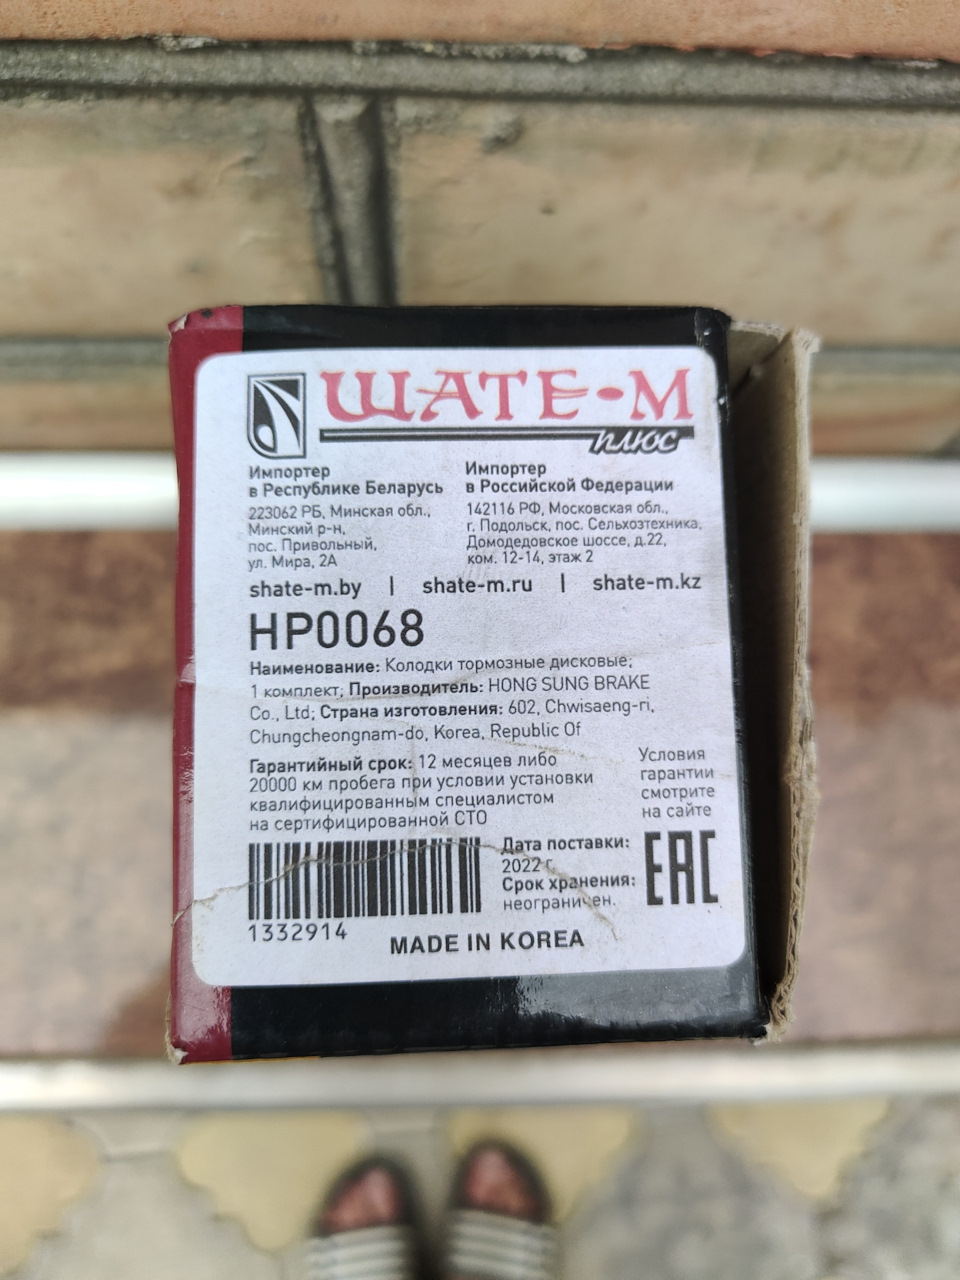 ШАТЕ-М
плюс
Импортер
в Республике Беларусь
223062 РБ, Минская обл.,
Минский р-н,
пос. Привольный,
ул. Мира, 2А
Импортер
в Российской Федерации
142116 РФ, Московская обл.,
г. Подольск, пос. Сельхозтехника,
Домодедовское шоссе, д.22,
ком. 12-14, этаж 2
shate-m.by | shate-m.ru | shate-m.kz
HP0068
Наименование: Колодки тормозные дисковые;
1 комплект; Производитель: HONG SUNG BRAKE
Co., Ltd; Страна изготовления: 602, Chwisaeng-ri,
Chungcheongnam-do, Korea, Republic Of
Гарантийный срок: 12 месяцев либо
20000 км пробега при условии установки
квалифицированным специалистом
на сертифицированной СТО
Условия
гарантии
смотрите
на сайте
Дата поставки:
2022 г.
Срок хранения:
неограничен.
EAC
1332914
MADE IN KOREA